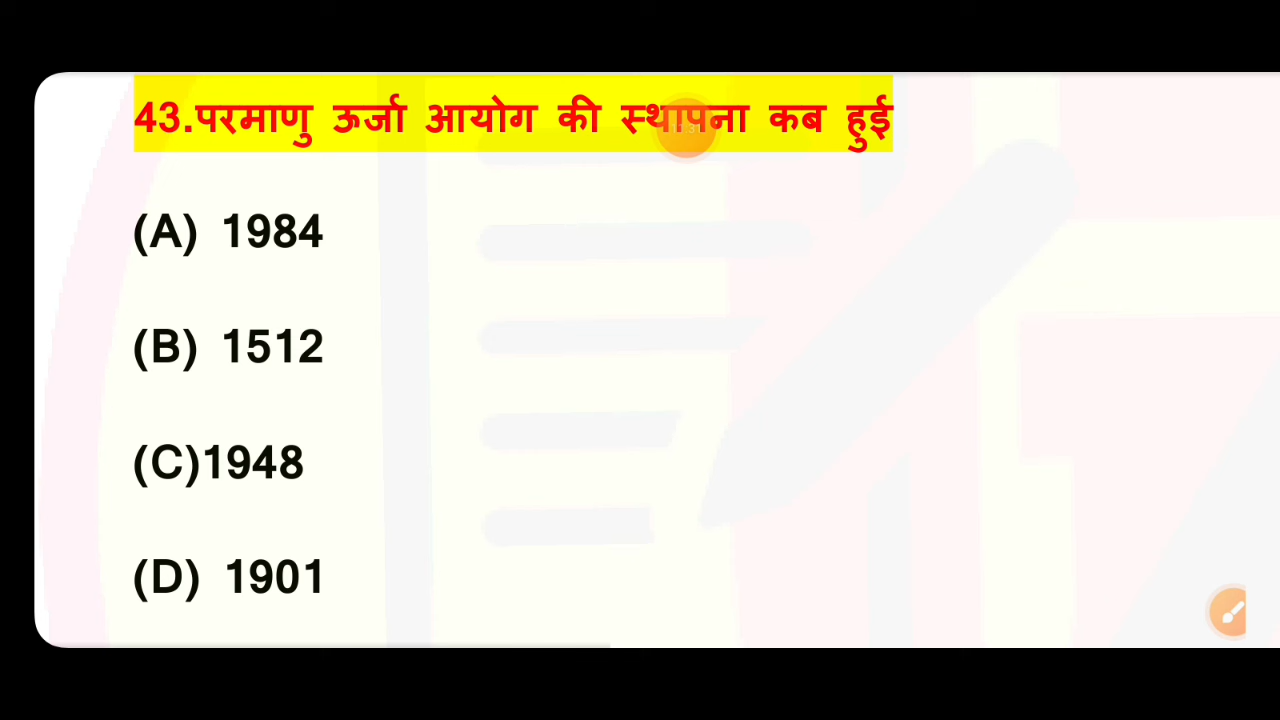 43.परमाणु ऊर्जा आयोग की स्थापना कब हुई
(A) 1984
(B) 1512
(C)1948
(D) 1901